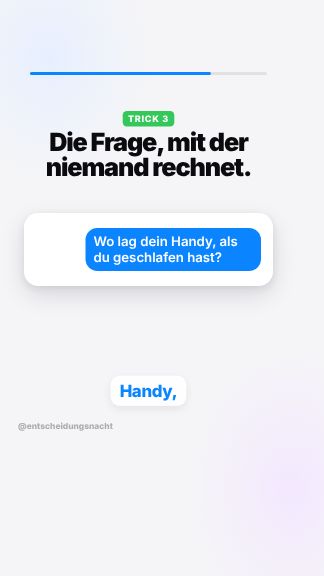 TRICK 3
Die Frage, mit der
niemand rechnet.
Wo lag dein Handy, als
du geschlafen hast?
Handy,
@entscheidungsnacht